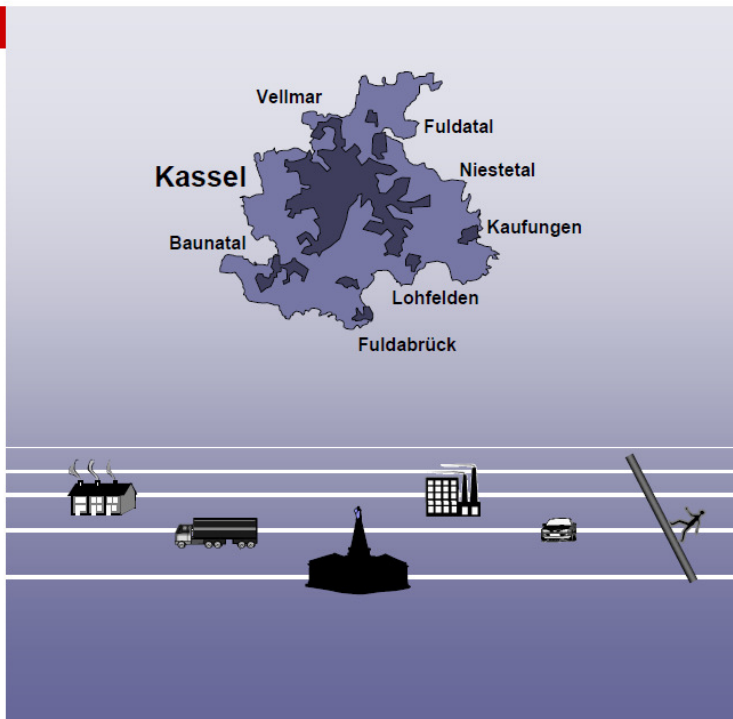 Vellmar
Fuldatal
Kassel
Niestetal
Kaufungen
Baunatal
Lohfelden
Fuldabrück